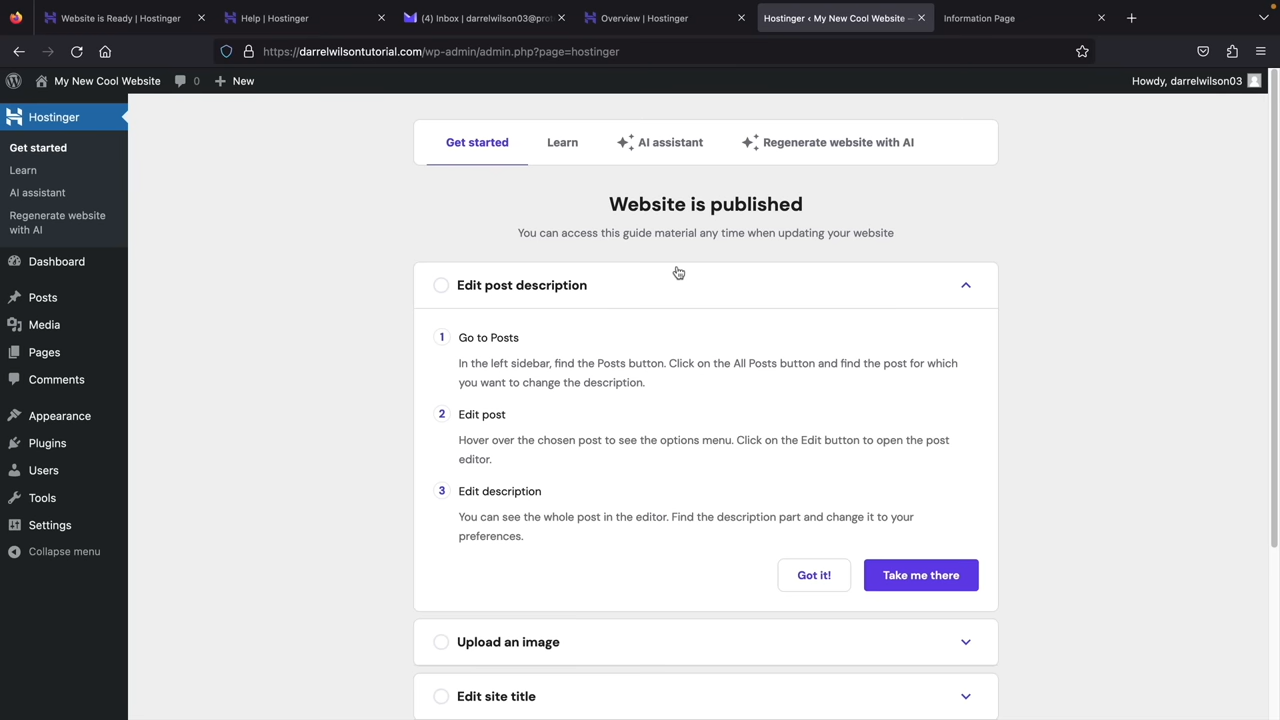 Website is Ready | Hostinger
Help | Hostinger
(4) Inbox | darrelwilson03@pro
Overview | Hostinger
Hostinger ‹ My New Cool Website —
Information Page
https://darrelwilsontutorial.com/wp-admin/admin.php?page=hostinger
My New Cool Website
0
New
Howdy, darrelwilson03
Hostinger
Get started
Learn
AI assistant
Regenerate website
with AI
Dashboard
Posts
Media
Pages
Comments
Appearance
Plugins
Users
Tools
Settings
Collapse menu
Get started
Learn
AI assistant
Regenerate website with AI
Website is published
You can access this guide material any time when updating your website
Edit post description
1 Go to Posts
In the left sidebar, find the Posts button. Click on the All Posts button and find the post for which
you want to change the description.
2 Edit post
Hover over the chosen post to see the options menu. Click on the Edit button to open the post
editor.
3 Edit description
You can see the whole post in the editor. Find the description part and change it to your
preferences.
Got it!
Take me there
Upload an image
Edit site title